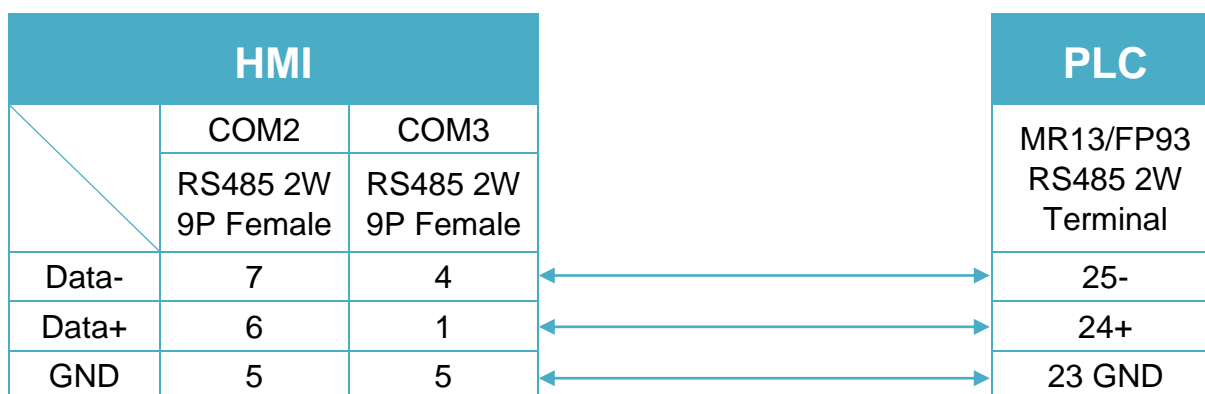 HMI PLC
COM2 COM3
RS485 2W RS485 2W
9P Female 9P Female
MR13/FP93
RS485 2W
Terminal
Data- 7 4 25-
Data+ 6 1 24+
GND 5 5 23 GND